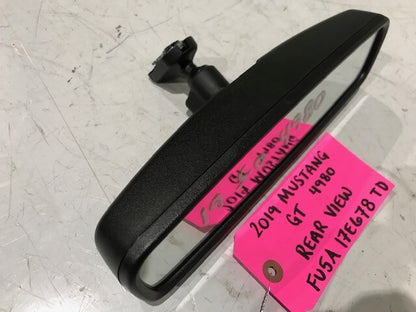 2019 MUSTANG
GT 4980
REAR VIEW
FU5A 17E678 TD